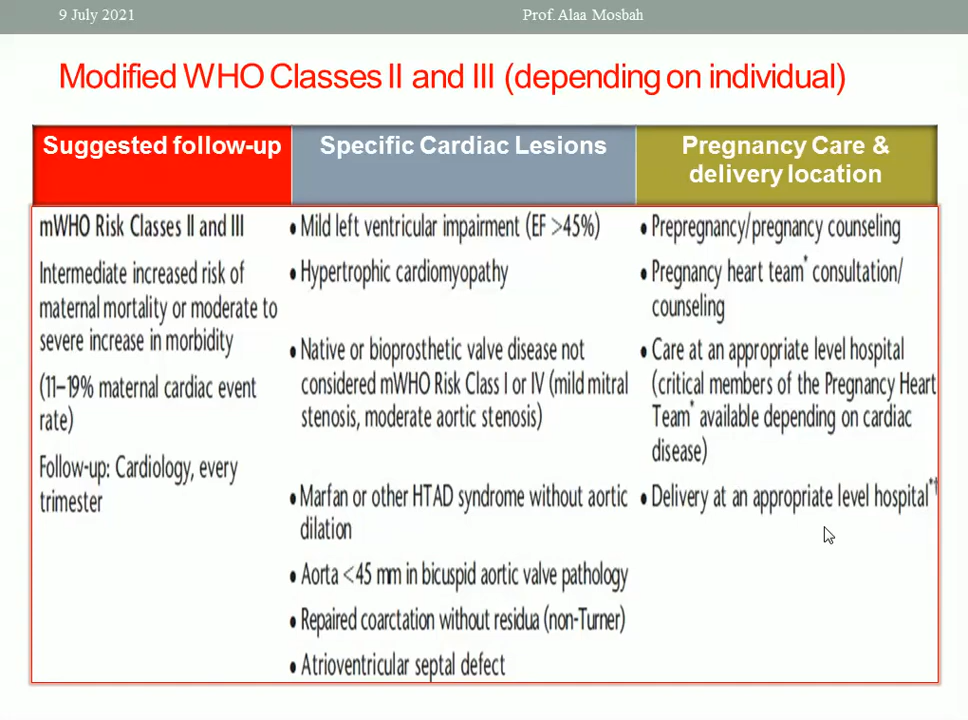 9 July 2021
Prof. Alaa Mosbah
Modified WHO Classes II and III (depending on individual)
Suggested follow-up
mWHO Risk Classes II and III
Intermediate increased risk of
maternal mortality or moderate to
severe increase in morbidity
(11–19% maternal cardiac event
rate)
Follow-up: Cardiology, every
trimester
Specific Cardiac Lesions
• Mild left ventricular impairment (EF >45%)
• Hypertrophic cardiomyopathy
• Native or bioprosthetic valve disease not
considered mWHO Risk Class I or IV (mild mitral
stenosis, moderate aortic stenosis)
• Marfan or other HTAD syndrome without aortic
dilation
• Aorta <45 mm in bicuspid aortic valve pathology
• Repaired coarctation without residua (non-Turner)
• Atrioventricular septal defect
Pregnancy Care &
delivery location
• Prepregnancy/pregnancy counseling
• Pregnancy heart team* consultation/
counseling
• Care at an appropriate level hospital
(critical members of the Pregnancy Heart
Team* available depending on cardiac
disease)
• Delivery at an appropriate level hospital*†